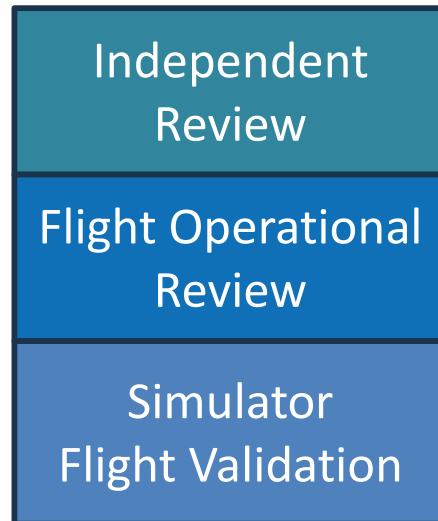 Independent
Review
Flight Operational
Review
Simulator
Flight Validation